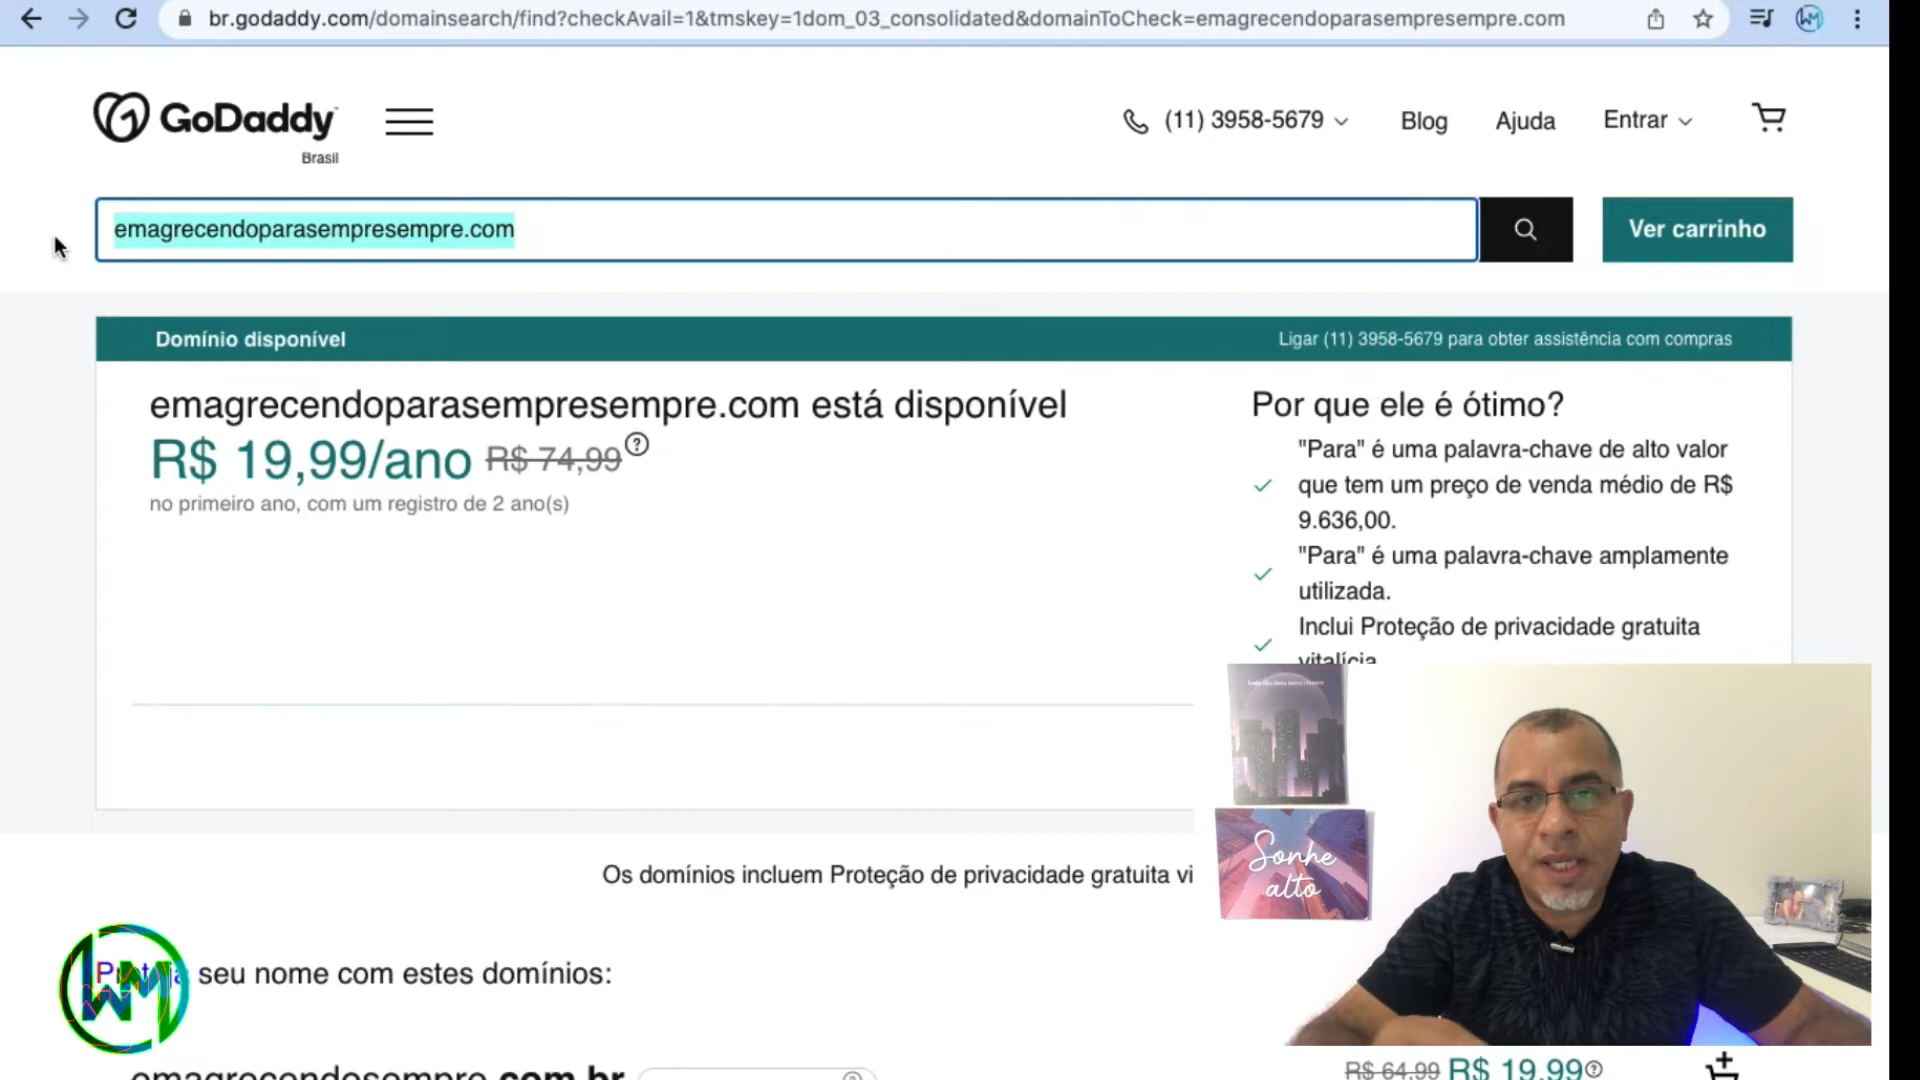 br.godaddy.com/domainsearch/find?checkAvail=1&tmskey=1dom_03_consolidated&domainToCheck=emagrecendoparasempresempre.com
GoDaddy
Brasil
(11) 3958-5679
Blog
Ajuda
Entrar
emagrecendoparasempresempre.com
Ver carrinho
Domínio disponível
Ligar (11) 3958-5679 para obter assistência com compras
emagrecendoparasempresempre.com está disponível
R$ 19,99/ano R$ 74,99
no primeiro ano, com um registro de 2 ano(s)
Por que ele é ótimo?
"Para" é uma palavra-chave de alto valor
que tem um preço de venda médio de R$
9.636,00.
"Para" é uma palavra-chave amplamente
utilizada.
Inclui Proteção de privacidade gratuita
vitalícia
Sonhe
alto
Os domínios incluem Proteção de privacidade gratuita vi
WM
seu nome com estes domínios:
emagrecendosempre.com.br
R$ 64,99 R$ 19,99